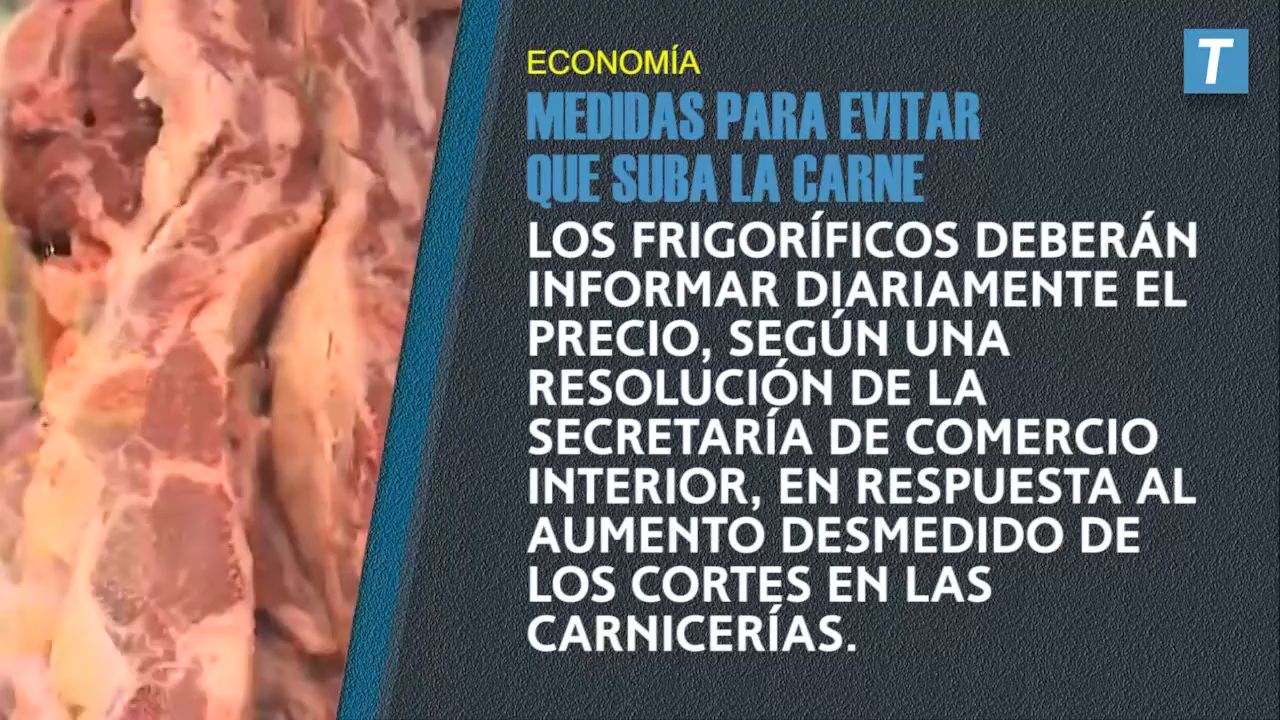 ECONOMÍA
T
MEDIDAS PARA EVITAR
QUE SUBA LA CARNE
LOS FRIGORÍFICOS DEBERÁN
INFORMAR DIARIAMENTE EL
PRECIO, SEGÚN UNA
RESOLUCIÓN DE LA
SECRETARÍA DE COMERCIO
INTERIOR, EN RESPUESTA AL
AUMENTO DESMEDIDO DE
LOS CORTES EN LAS
CARNICERÍAS.